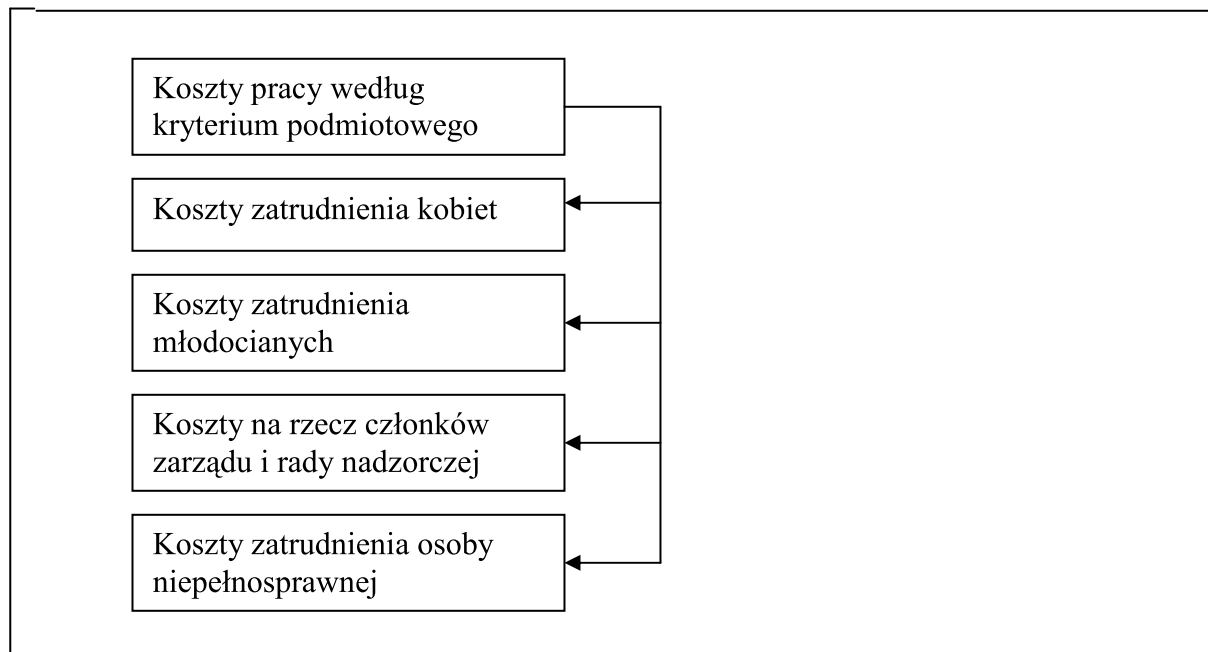 Koszty pracy według
kryterium podmiotowego
Koszty zatrudnienia kobiet
Koszty zatrudnienia
młodocianych
Koszty na rzecz członków
zarządu i rady nadzorczej
Koszty zatrudnienia osoby
niepełnosprawnej